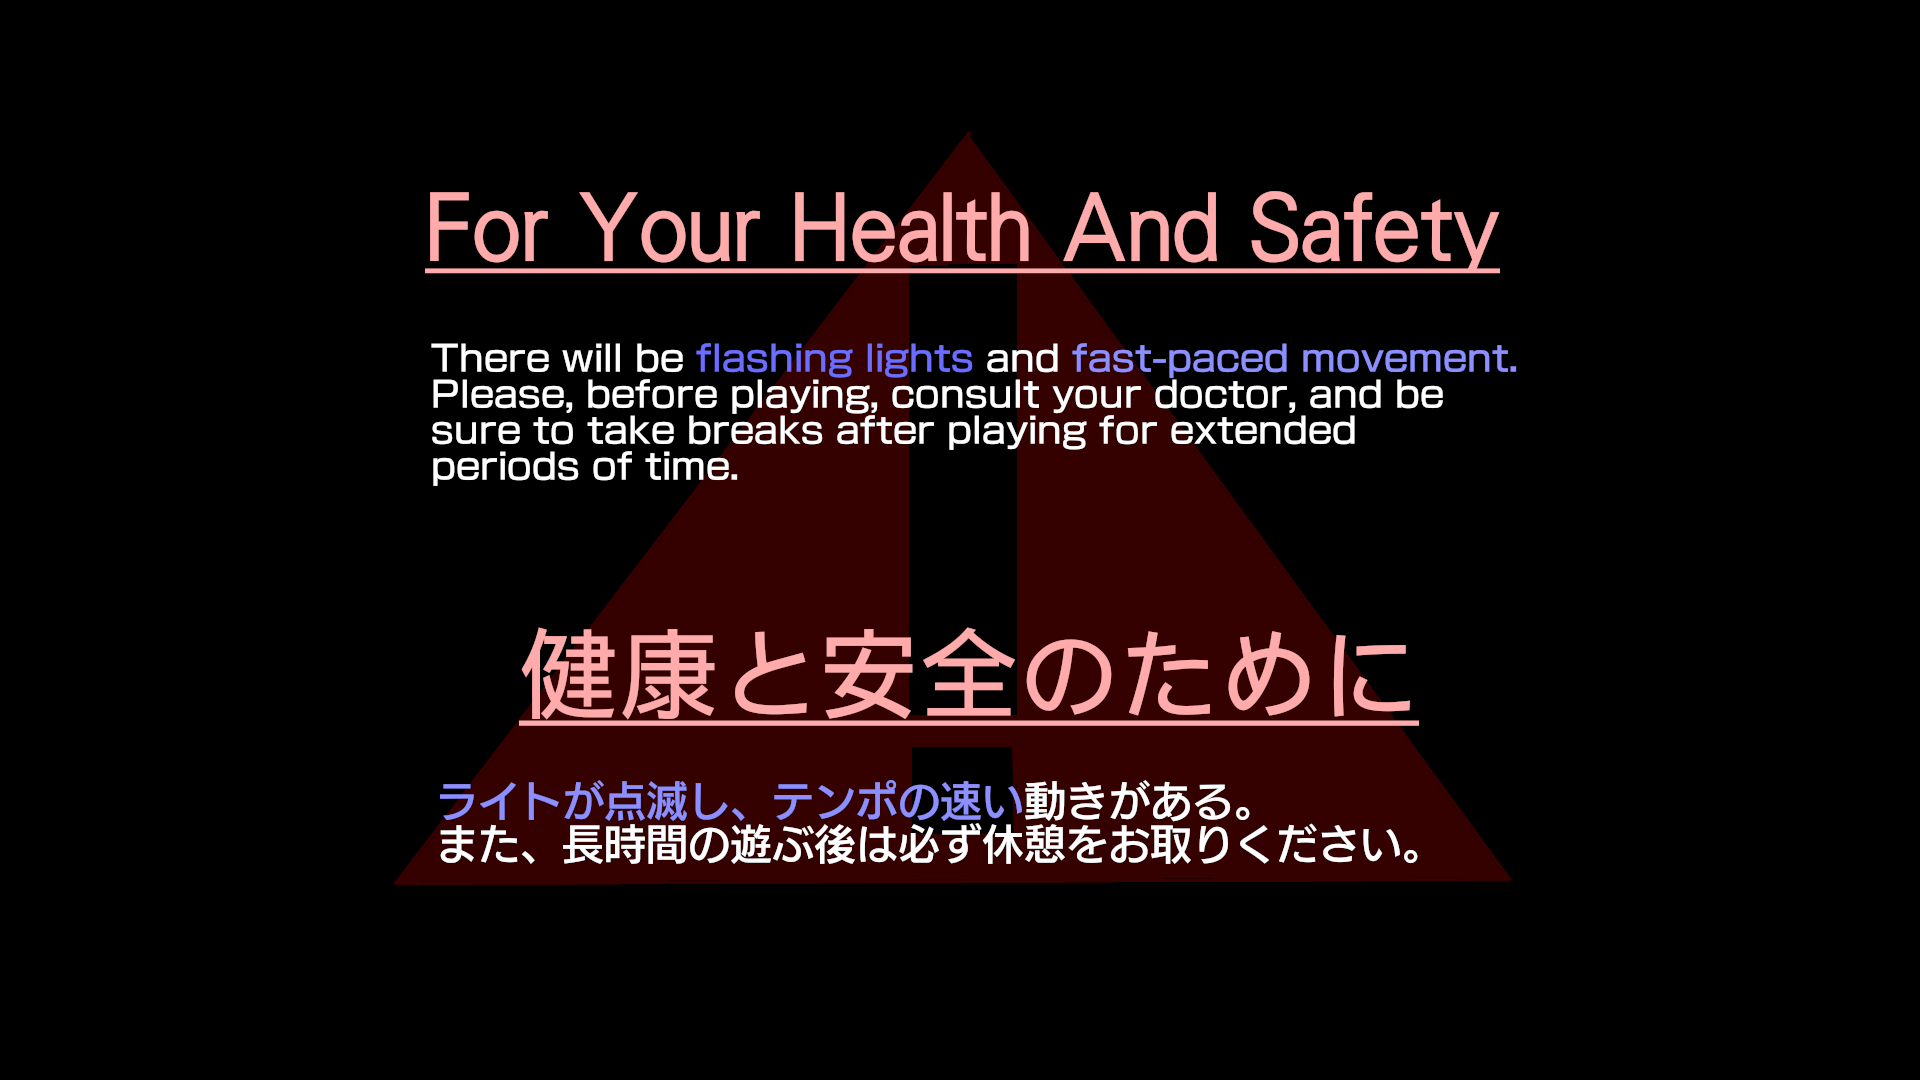 For Your Health And Safety
There will be flashing lights and fast-paced movement.
Please, before playing, consult your doctor, and be
sure to take breaks after playing for extended
periods of time.
健康と安全のために
ライトが点滅し、テンポの速い動きがある。
また、長時間の遊ぶ後は必ず休憩をお取りください。